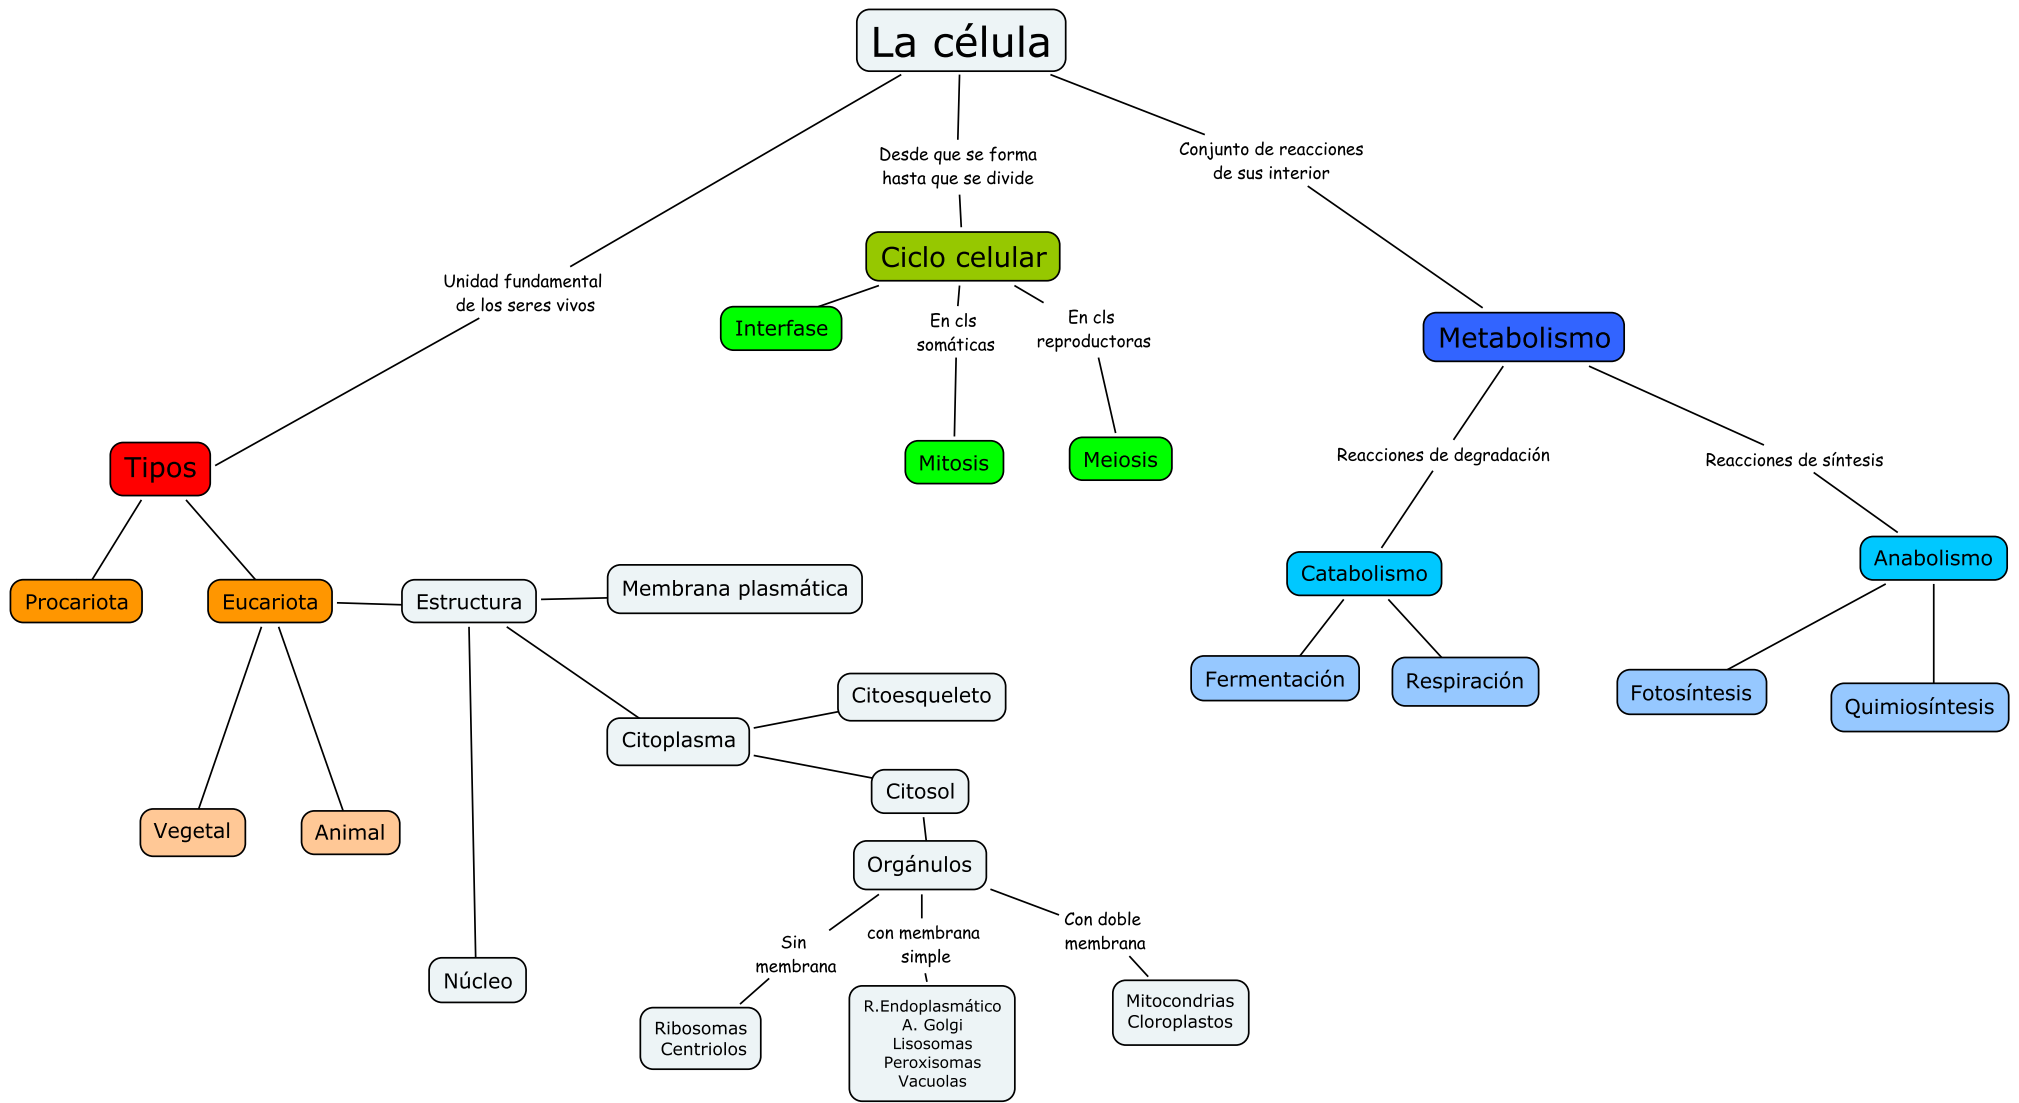 La célula
Desde que se forma
hasta que se divide
Conjunto de reacciones
de sus interior
Unidad fundamental
de los seres vivos
Ciclo celular
Interfase
En cls
somáticas
En cls
reproductoras
Mitosis
Meiosis
Metabolismo
Reacciones de degradación
Reacciones de síntesis
Catabolismo
Anabolismo
Fermentación
Respiración
Fotosíntesis
Quimiosíntesis
Tipos
Procariota
Eucariota
Estructura
Membrana plasmática
Vegetal
Animal
Citoplasma
Citoesqueleto
Citosol
Orgánulos
Núcleo
Sin
membrana
con membrana
simple
Con doble
membrana
Ribosomas
Centriolos
R.Endoplasmático
A. Golgi
Lisosomas
Peroxisomas
Vacuolas
Mitocondrias
Cloroplastos